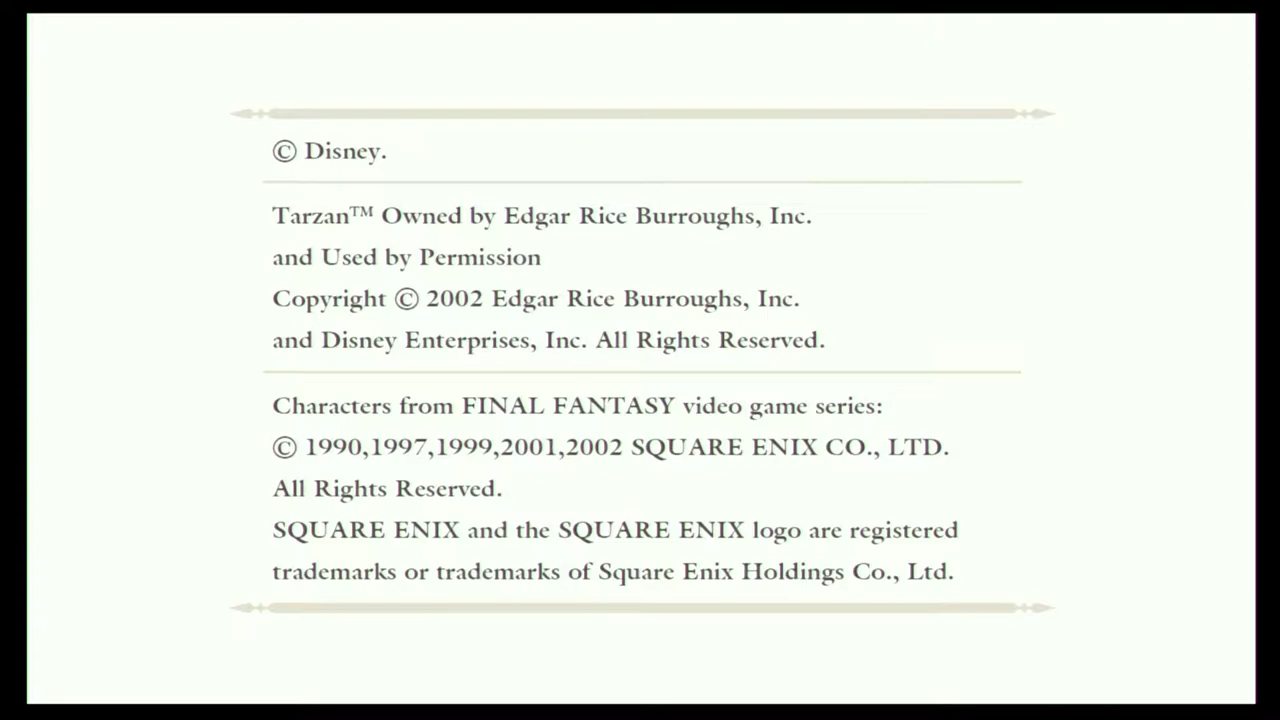 © Disney.
Tarzan™ Owned by Edgar Rice Burroughs, Inc.
and Used by Permission
Copyright © 2002 Edgar Rice Burroughs, Inc.
and Disney Enterprises, Inc. All Rights Reserved.
Characters from FINAL FANTASY video game series:
© 1990,1997,1999,2001,2002 SQUARE ENIX CO., LTD.
All Rights Reserved.
SQUARE ENIX and the SQUARE ENIX logo are registered
trademarks or trademarks of Square Enix Holdings Co., Ltd.